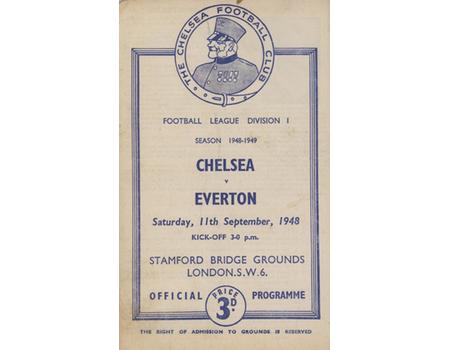 THE CHELSEA FOOTBALL CLUB
FOOTBALL LEAGUE DIVISION I
SEASON 1948-1949
CHELSEA
v
EVERTON
Saturday, 11th September, 1948
KICK-OFF 3-0 p.m.
STAMFORD BRIDGE GROUNDS
LONDON.S.W.6.
OFFICIAL PRICE 3D. PROGRAMME
THE RIGHT OF ADMISSION TO GROUNDS IS RESERVED